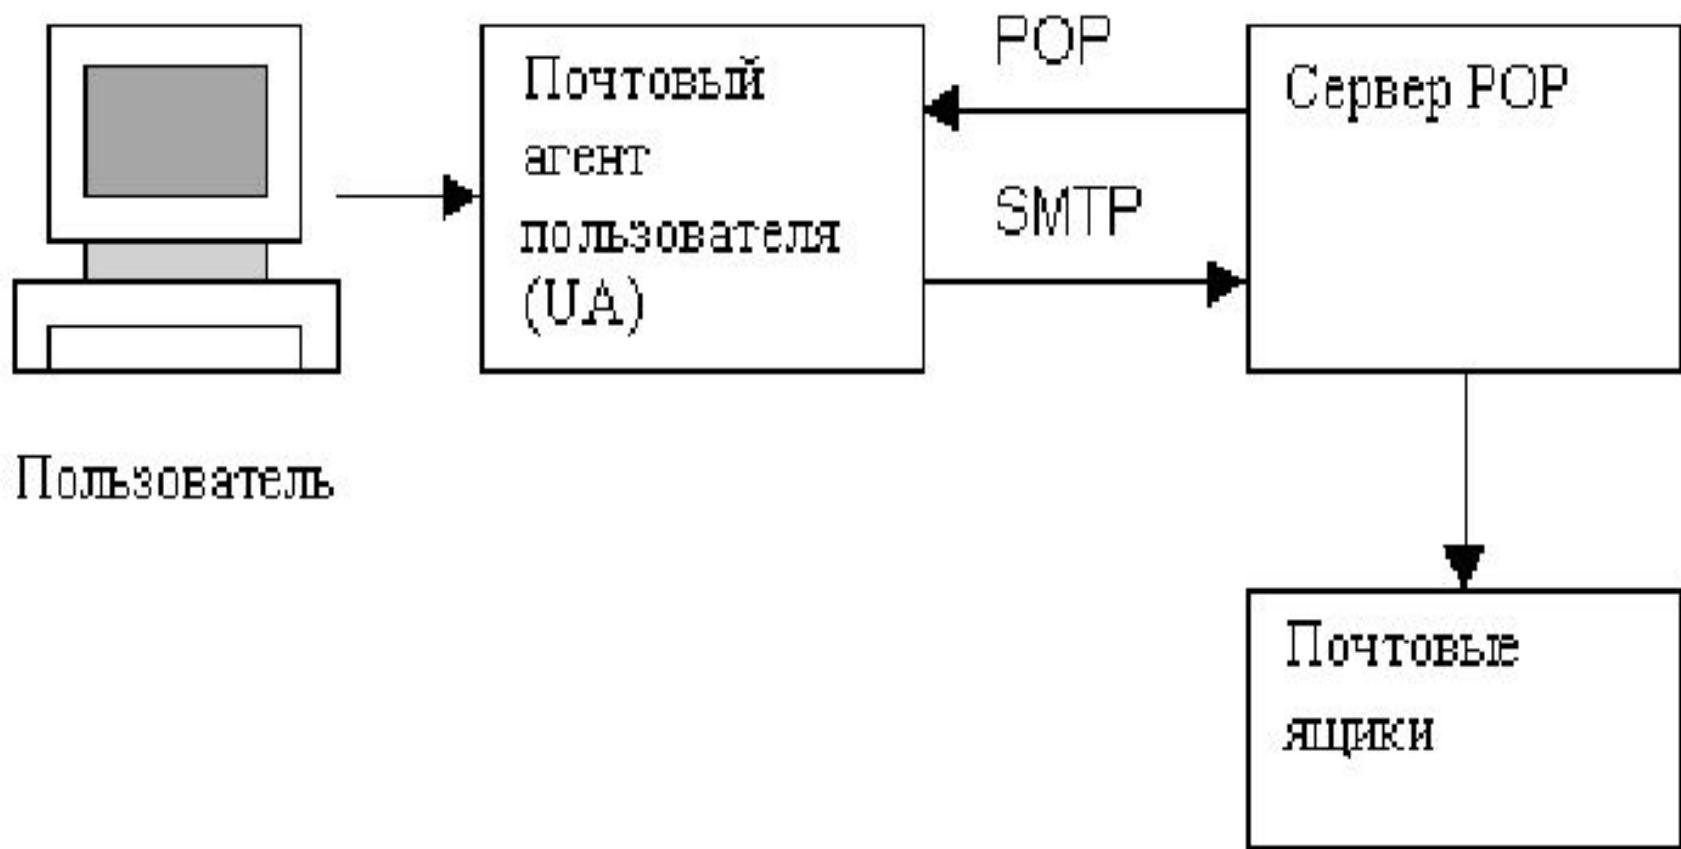 Почтовый
агент
пользователя
(UA)
POP
SMTP
Сервер POP
Пользователь
Почтовые
ящики